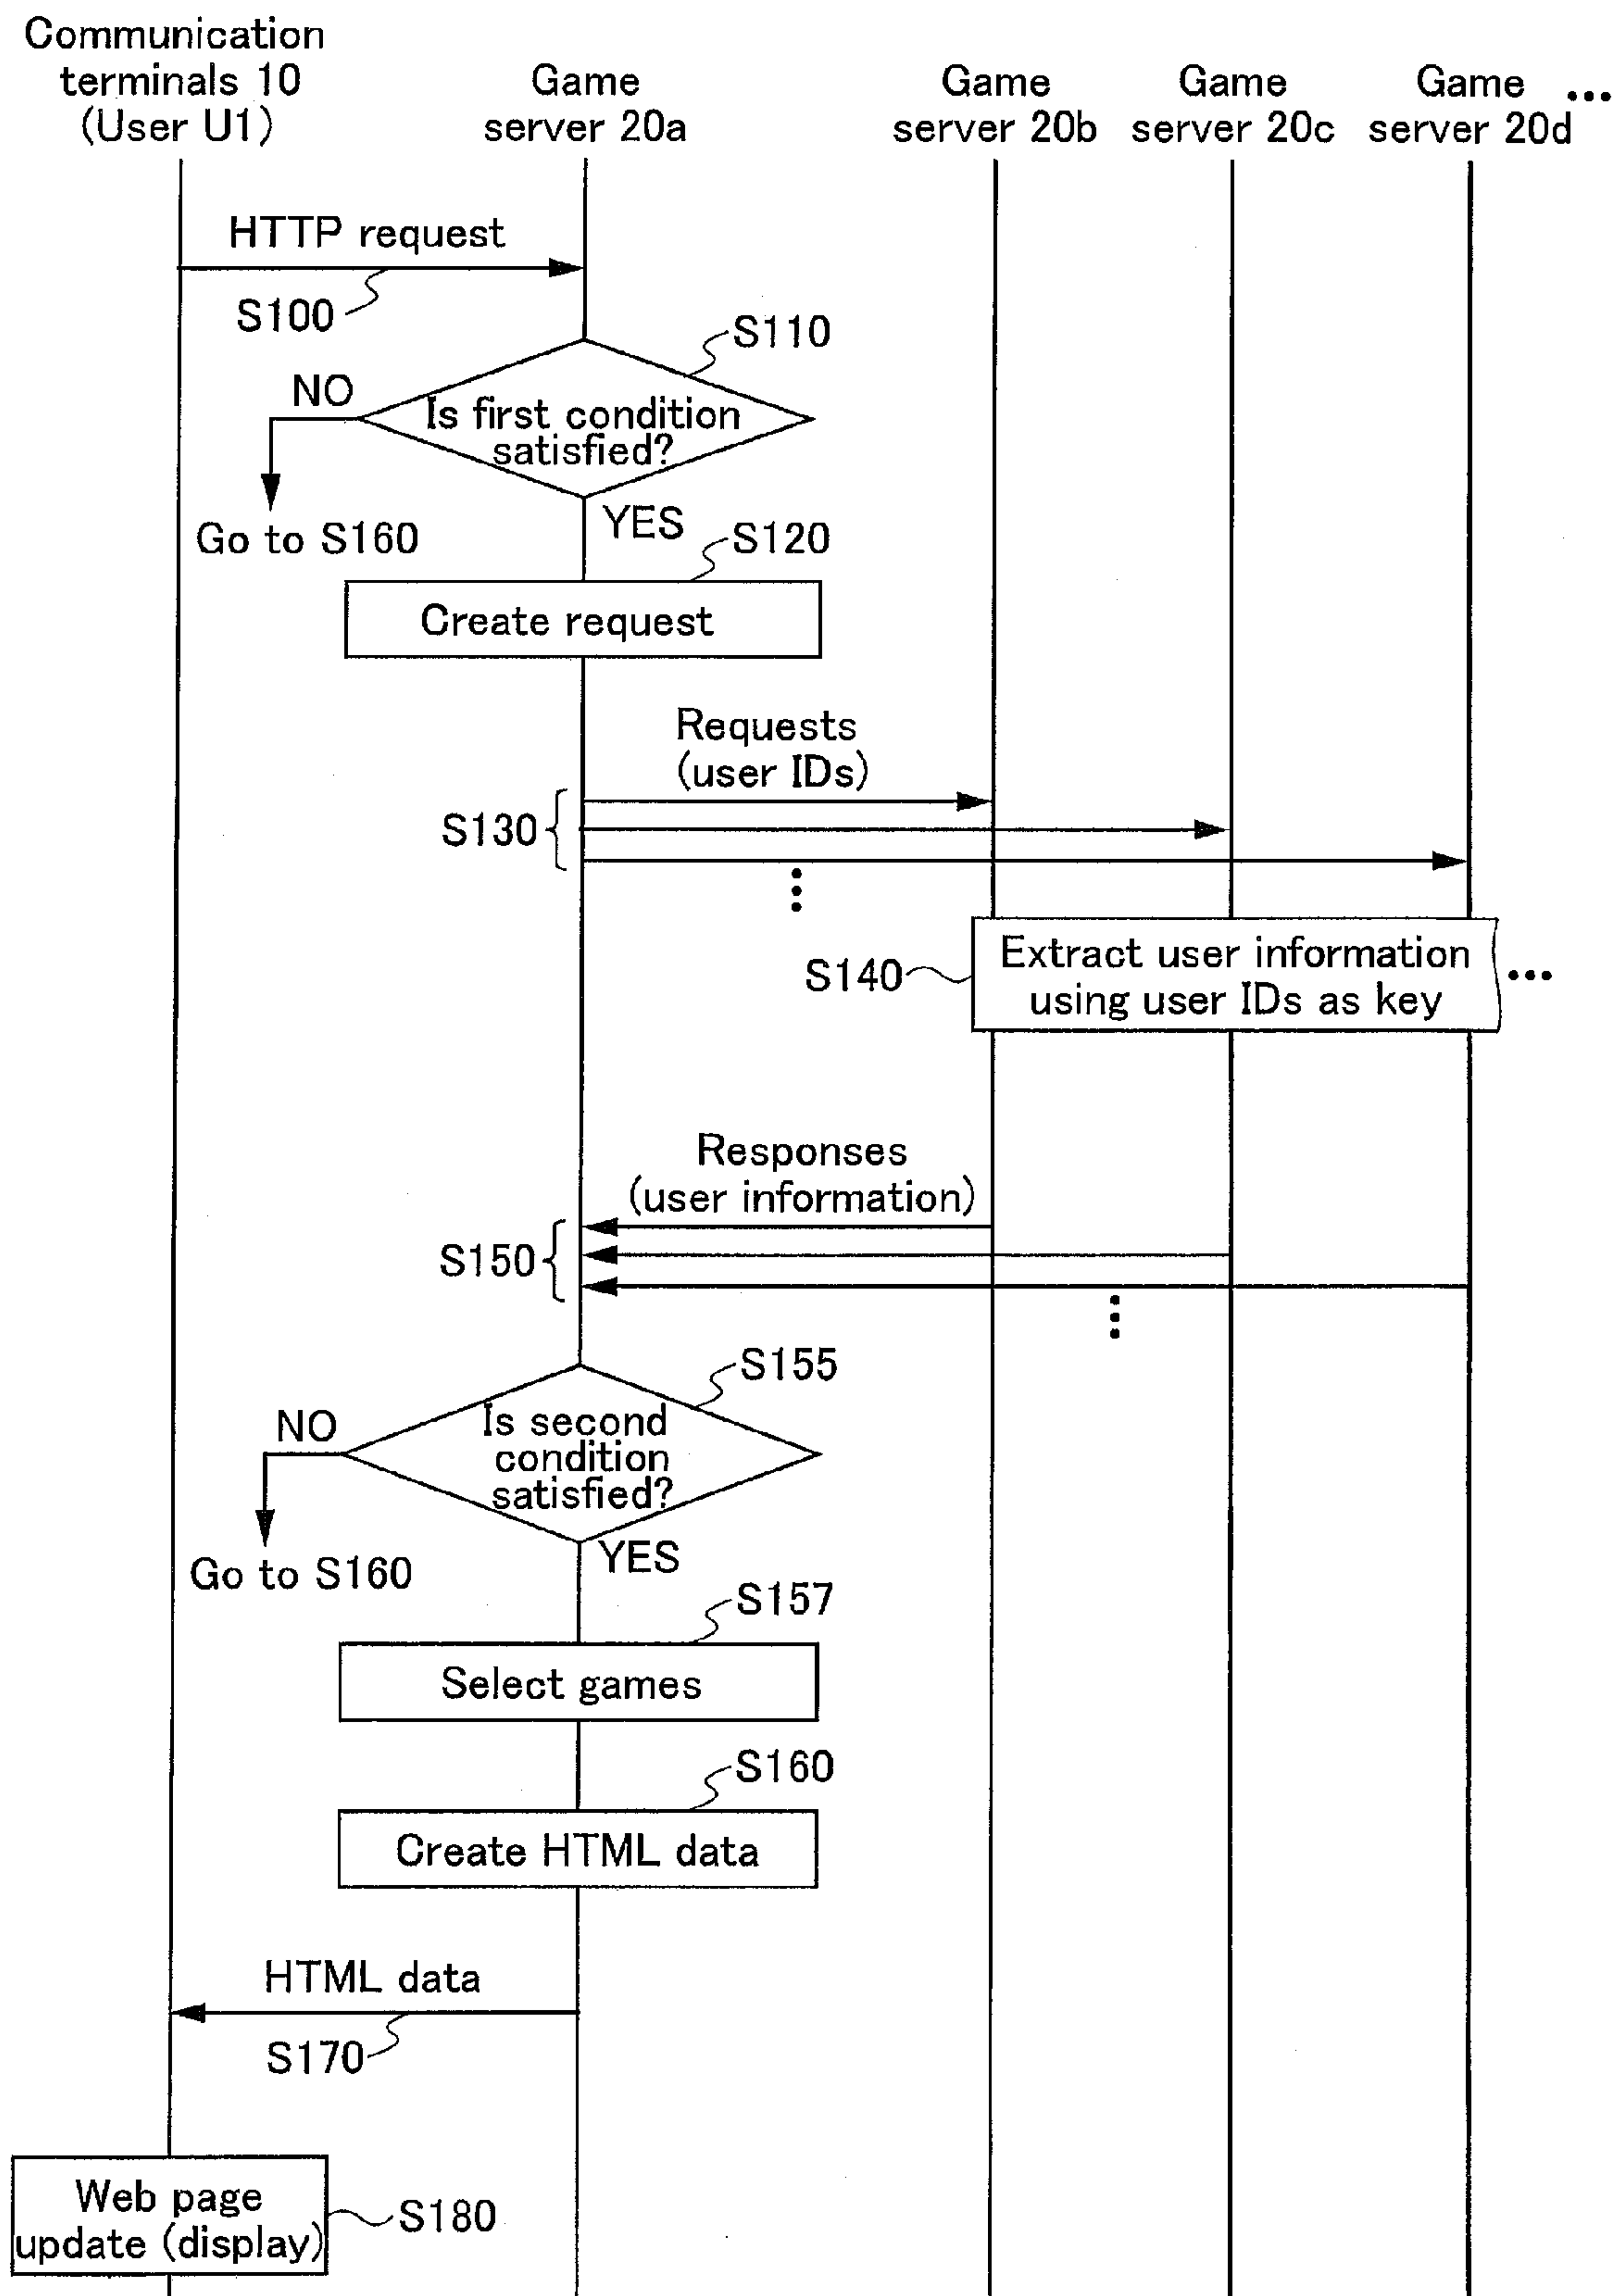 Communication
terminals 10
(User U1)
Game
server 20a
Game
server 20b
Game
server 20c
Game
server 20d
...
HTTP request
S100
S110
NO
Is first condition
satisfied?
Go to S160
YES
S120
Create request
Requests
(user IDs)
S130
S140
Extract user information
using user IDs as key
...
Responses
(user information)
S150
S155
NO
Is second
condition
satisfied?
Go to S160
YES
S157
Select games
S160
Create HTML data
HTML data
S170
Web page
update (display)
S180